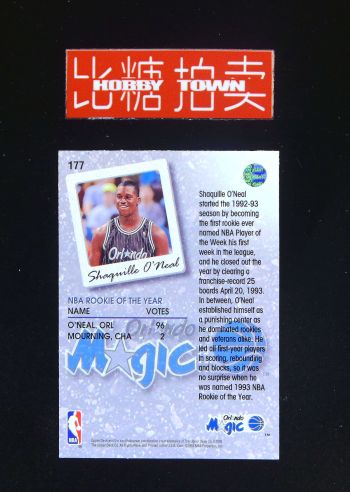 比糖拍卖
HOBBY TOWN
177
Shaquille O'Neal
NBA ROOKIE OF THE YEAR
NAME VOTES
O'NEAL, ORL 96
MOURNING, CHA 2
Shaquille O'Neal
started the 1992-93
season by becoming
the first rookie ever
named NBA Player of
the Week his first
week in the league,
and he closed out the
year by clearing a
franchise-record 25
boards April 20, 1993.
In between, O'Neal
established himself as
a punishing center as
he dominated rookies
and veterans alike. He
led all first-year players
in scoring, rebounding
and blocks, so it was
no surprise when he
was named 1993 NBA
Rookie of the Year.
Orlando
Magic
NBA
Orlando
Magic